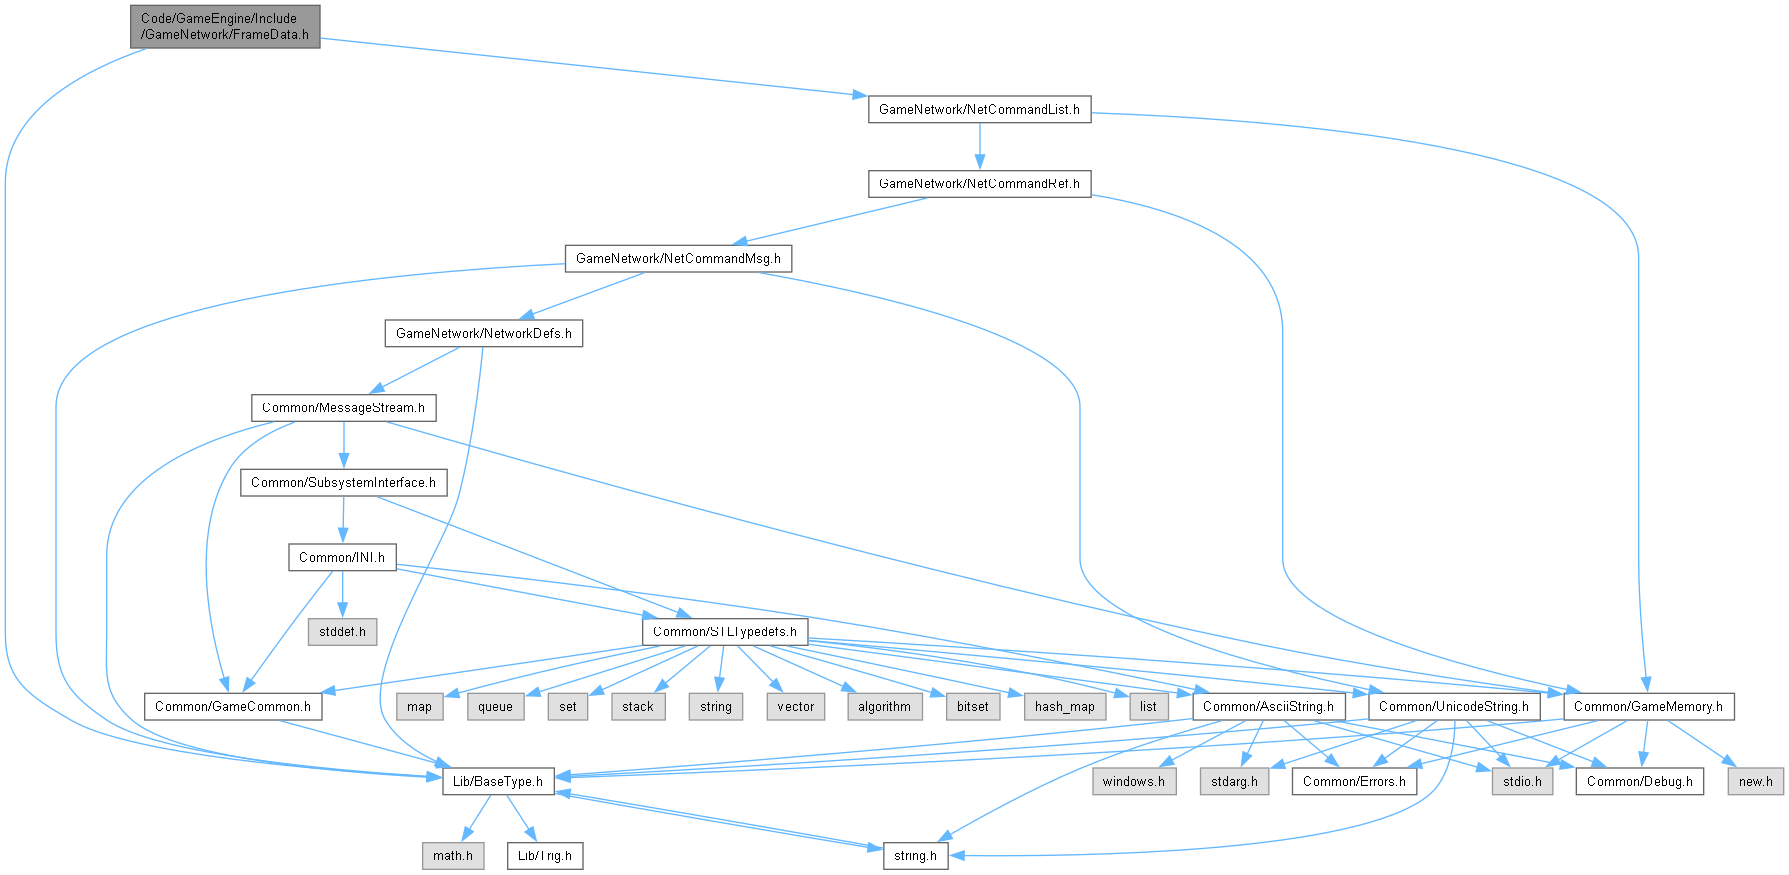 Code/GameEngine/Include
/GameNetwork/FrameData.h
GameNetwork/NetCommandList.h
GameNetwork/NetCommandRef.h
GameNetwork/NetCommandMsg.h
GameNetwork/NetworkDefs.h
Common/MessageStream.h
Common/SubsystemInterface.h
Common/INI.h
stddef.h
Common/STLTypedefs.h
Common/GameCommon.h
map
queue
set
stack
string
vector
algorithm
bitset
hash_map
list
Common/AsciiString.h
Common/UnicodeString.h
Common/GameMemory.h
Lib/BaseType.h
windows.h
stdarg.h
Common/Errors.h
stdio.h
Common/Debug.h
new.h
math.h
Lib/Trig.h
string.h